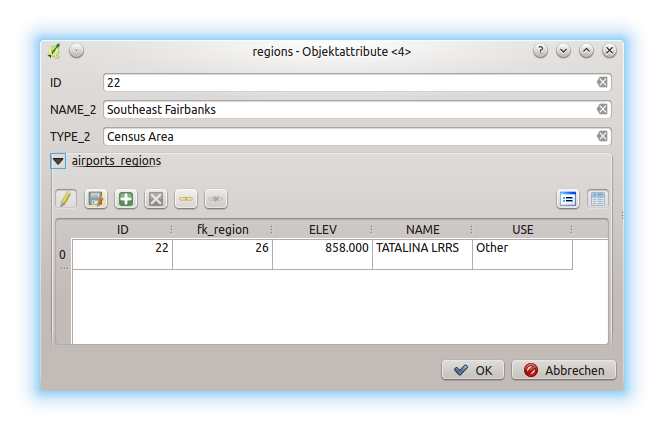 regions - Objektattribute <4>
ID 22
NAME_2 Southeast Fairbanks
TYPE_2 Census Area
airports_regions
ID fk_region ELEV NAME USE
0 22 26 858.000 TATALINA LRRS Other
OK Abbrechen